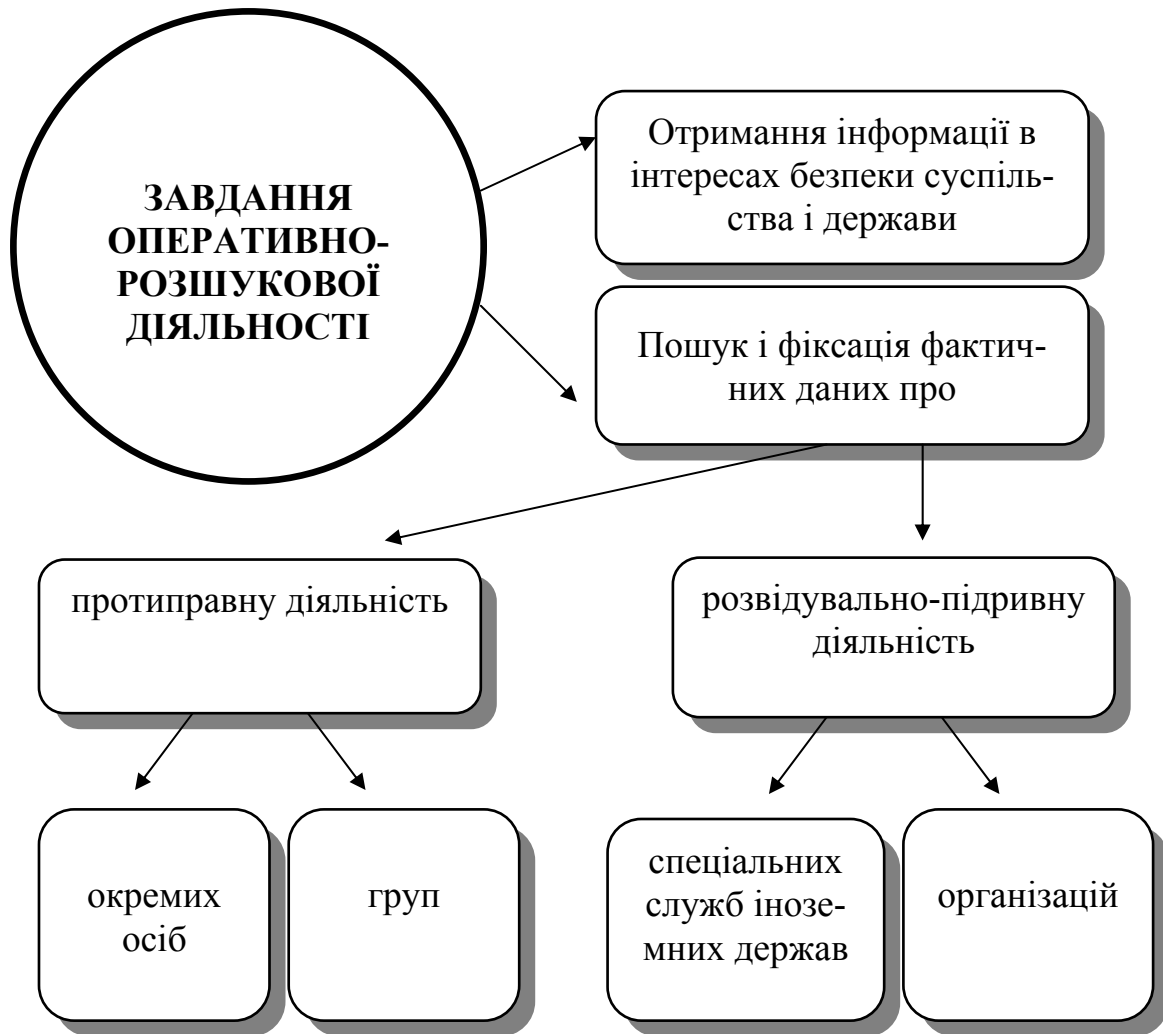 ЗАВДАННЯ
ОПЕРАТИВНО-
РОЗШУКОВОЇ
ДІЯЛЬНОСТІ
Отримання інформації в
інтересах безпеки суспіль-
ства і держави
Пошук і фіксація фактич-
них даних про
протиправну діяльність
розвідувально-підривну
діяльність
окремих
осіб
груп
спеціальних
служб інозе-
мних держав
організацій